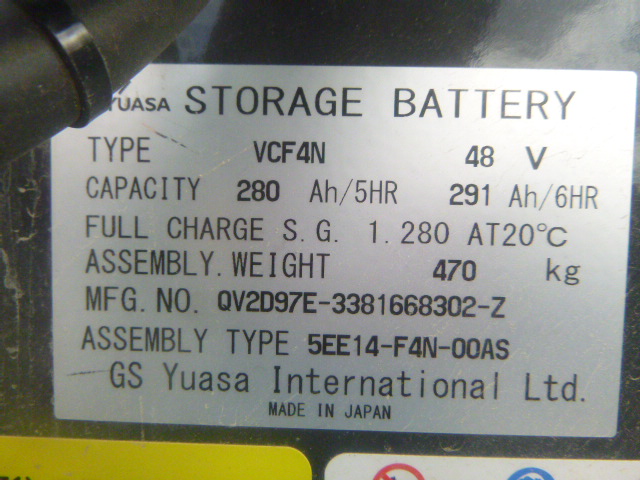 YUASA STORAGE BATTERY
TYPE VCF4N 48 V
CAPACITY 280 Ah/5HR 291 Ah/6HR
FULL CHARGE S.G. 1.280 AT20℃
ASSEMBLY.WEIGHT 470 kg
MFG.NO. QV2D97E-3381668302-Z
ASSEMBLY TYPE 5EE14-F4N-00AS
GS Yuasa International Ltd.
MADE IN JAPAN